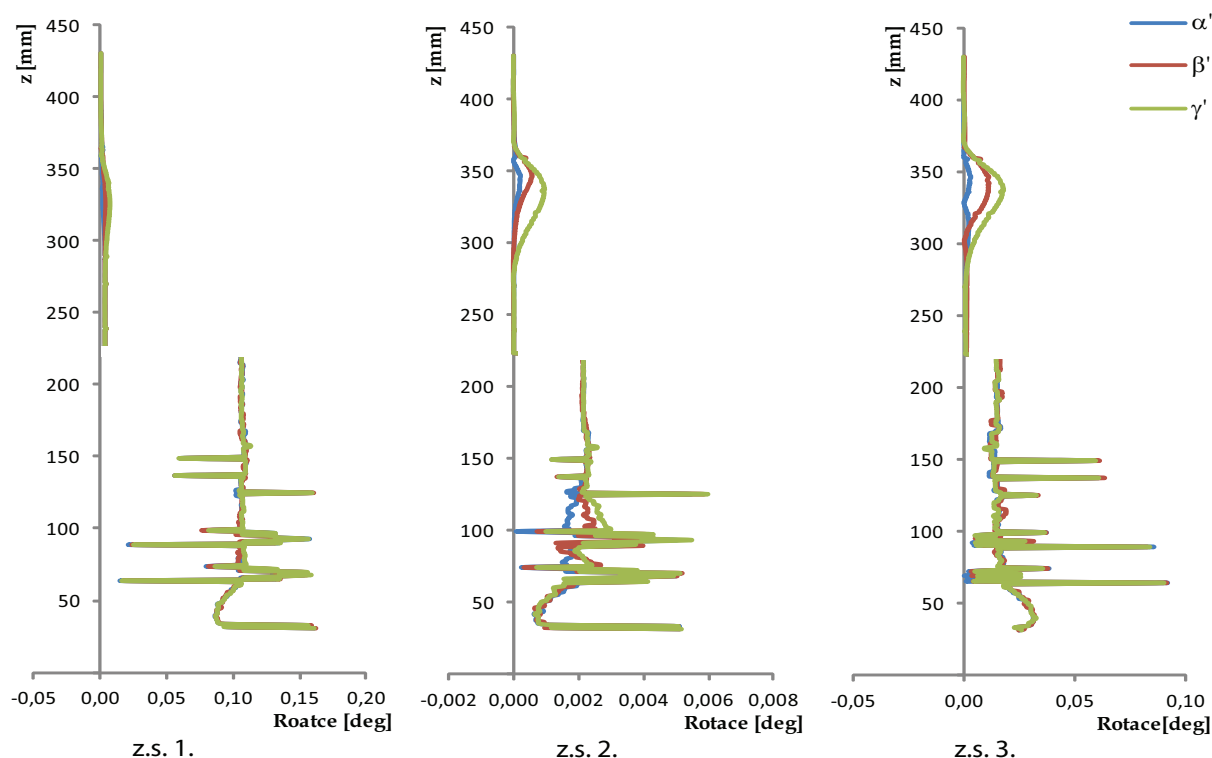 z [mm]
450
400
350
300
250
200
150
100
50
-0,05 0,00 0,05 0,10 0,15 0,20
Roatce [deg]
z.s. 1.
z [mm]
450
400
350
300
250
200
150
100
50
-0,002 0,000 0,002 0,004 0,006 0,008
Rotace [deg]
z.s. 2.
z [mm]
450
400
350
300
250
200
150
100
50
-0,05 0,00 0,05 0,10
Rotace[deg]
z.s. 3.
α'
β'
γ'